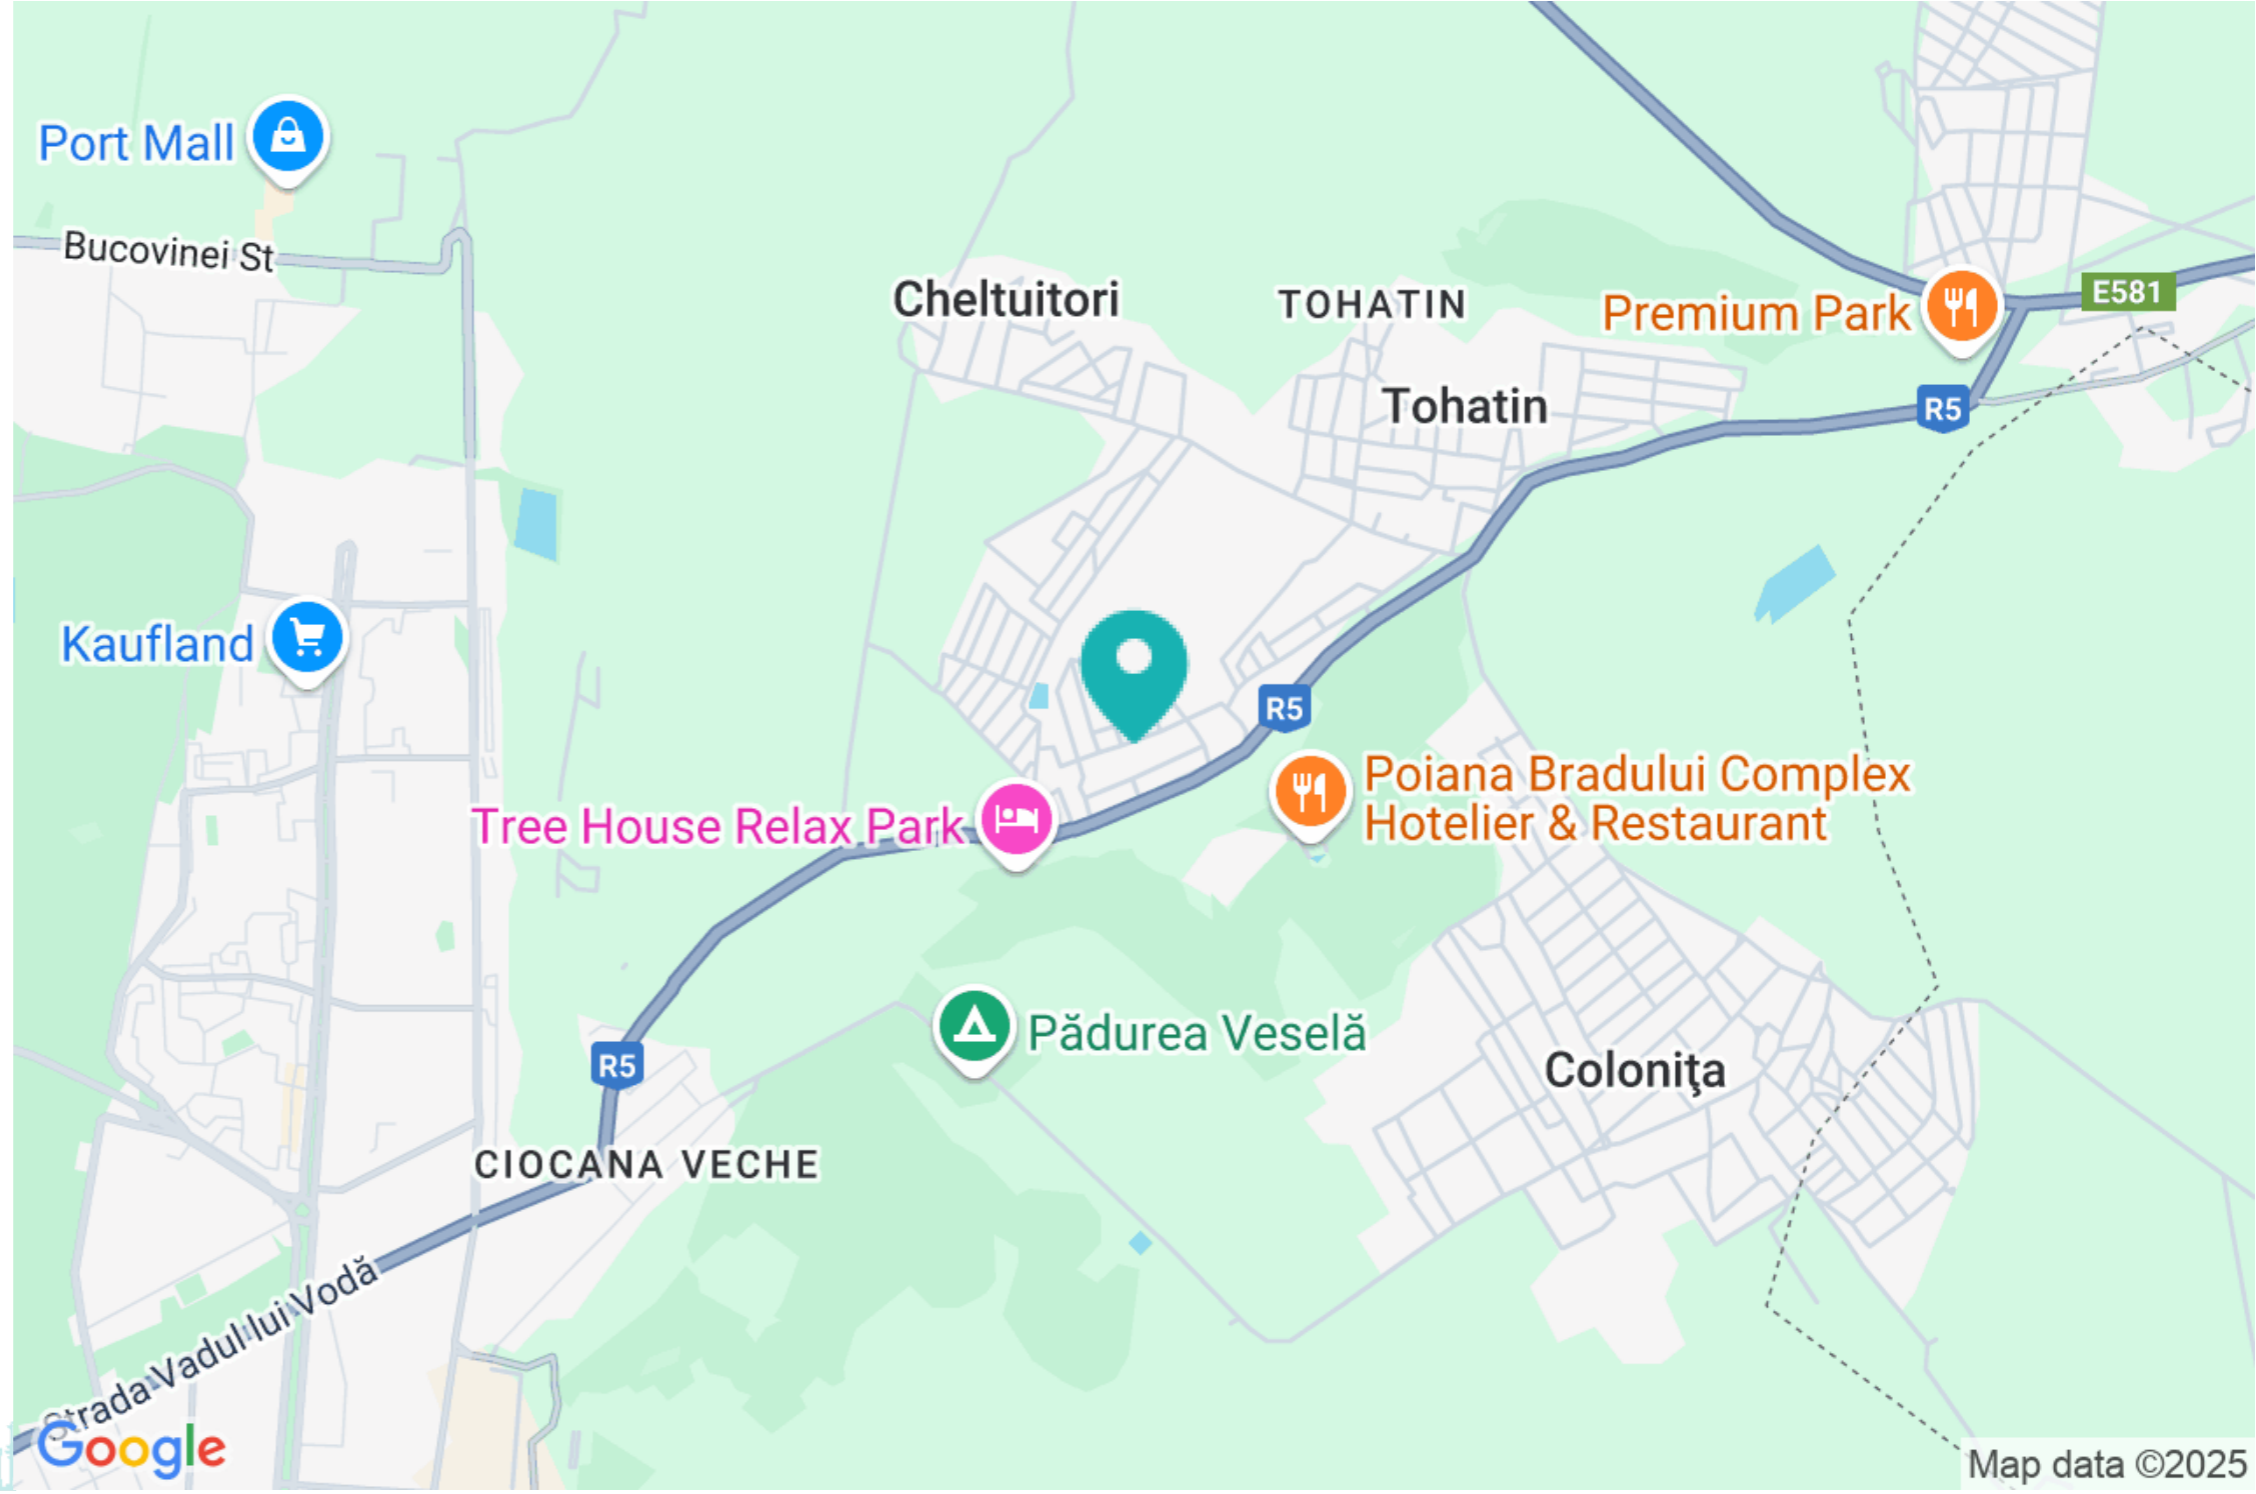 Port Mall
Bucovinei St
Cheltuitori
TOHATIN
Premium Park
E581
Tohatin
R5
Kaufland
R5
Poiana Bradului Complex
Hotelier & Restaurant
Tree House Relax Park
Pădurea Veselă
R5
Coloniţa
CIOCANA VECHE
Strada Vadul lui Vodă
Google
Map data ©2025